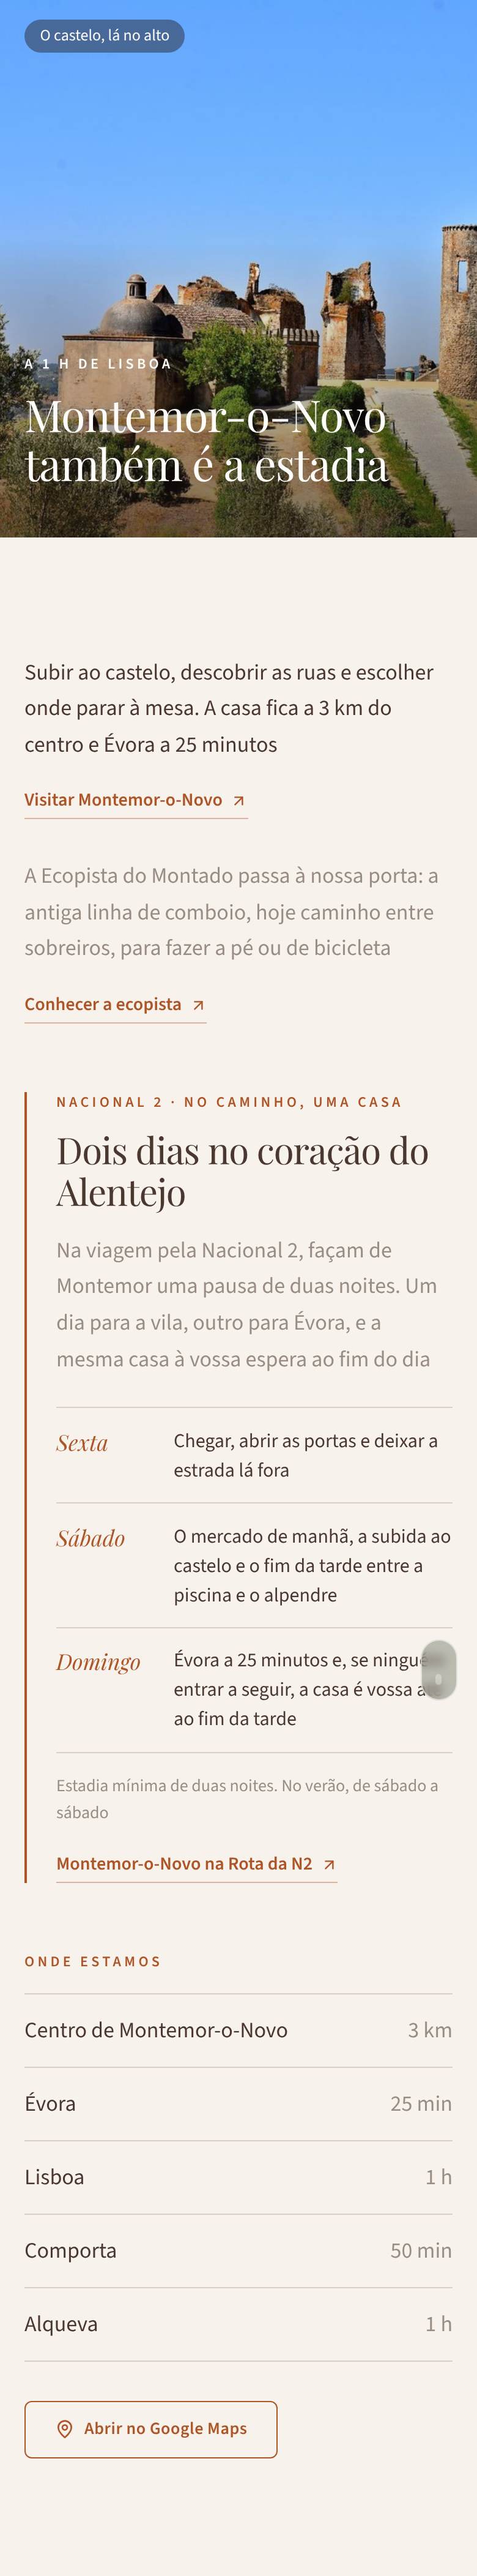 O castelo, lá no alto
A 1 H DE LISBOA
Montemor-o-Novo
também é a estadia
Subir ao castelo, descobrir as ruas e escolher
onde parar à mesa. A casa fica a 3 km do
centro e Évora a 25 minutos
Visitar Montemor-o-Novo
A Ecopista do Montado passa à nossa porta: a
antiga linha de comboio, hoje caminho entre
sobreiros, para fazer a pé ou de bicicleta
Conhecer a ecopista
NACIONAL 2 · NO CAMINHO, UMA CASA
Dois dias no coração do
Alentejo
Na viagem pela Nacional 2, façam de
Montemor uma pausa de duas noites. Um
dia para a vila, outro para Évora, e a
mesma casa à vossa espera ao fim do dia
Sexta
Chegar, abrir as portas e deixar a
estrada lá fora
Sábado
O mercado de manhã, a subida ao
castelo e o fim da tarde entre a
piscina e o alpendre
Domingo
Évora a 25 minutos e, se
entrar a seguir, a casa é vossa
ao fim da tarde
Estadia mínima de duas noites. No verão, de sábado a
sábado
Montemor-o-Novo na Rota da N2
ONDE ESTAMOS
Centro de Montemor-o-Novo 3 km
Évora 25 min
Lisboa 1 h
Comporta 50 min
Alqueva 1 h
Abrir no Google Maps